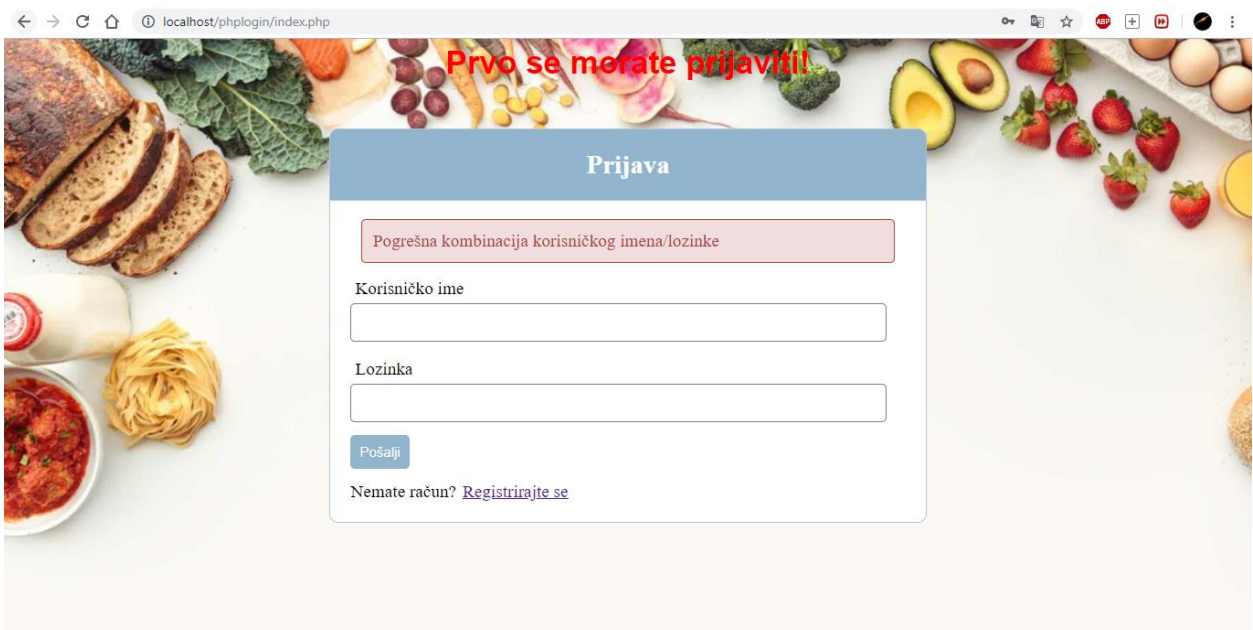 localhost/phplogin/index.php
ABP
Prvo se morate prijaviti!
Prijava
Pogrešna kombinacija korisničkog imena/lozinke
Korisničko ime
Lozinka
Pošalji
Nemate račun? Registrirajte se